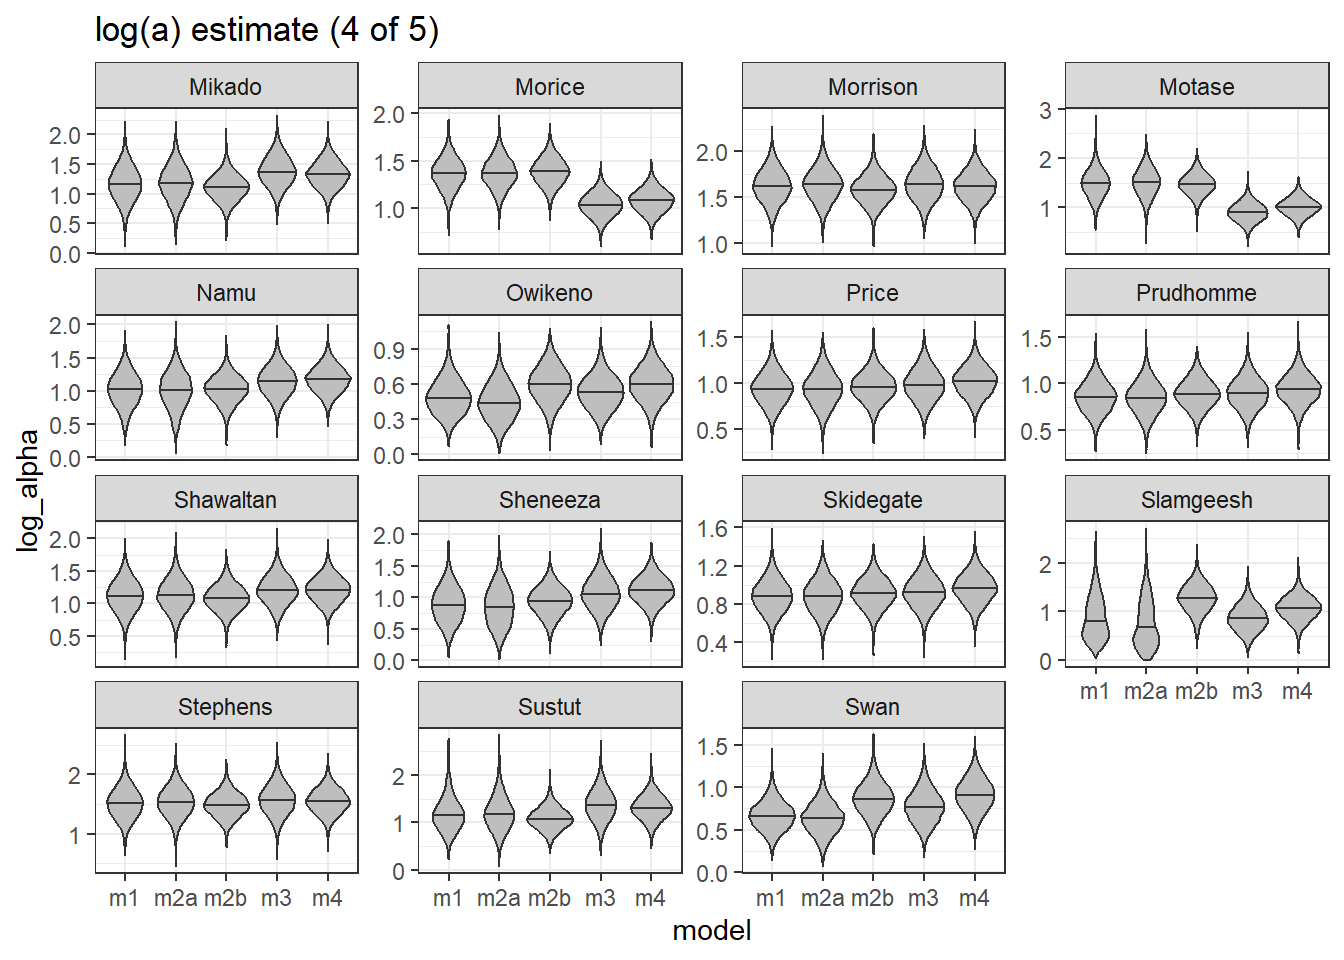 log(a) estimate (4 of 5)
Mikado
Morice
Morrison
Motase
2.0
1.5
1.0
0.5
0.0
2.0
1.5
1.0
2.0
1.5
1.0
3
2
1
Namu
Owikeno
Price
Prudhomme
2.0
1.5
1.0
0.5
0.0
0.9
0.6
0.3
0.0
1.5
1.0
0.5
1.5
1.0
0.5
Shawaltan
Sheneeza
Skidegate
Slamgeesh
2.0
1.5
1.0
0.5
2.0
1.5
1.0
0.5
0.0
1.6
1.2
0.8
0.4
2
1
0
m1 m2a m2b m3 m4
Stephens
Sustut
Swan
2
1
2
1
0
1.5
1.0
0.5
0.0
m1 m2a m2b m3 m4
m1 m2a m2b m3 m4
m1 m2a m2b m3 m4
log_alpha
model